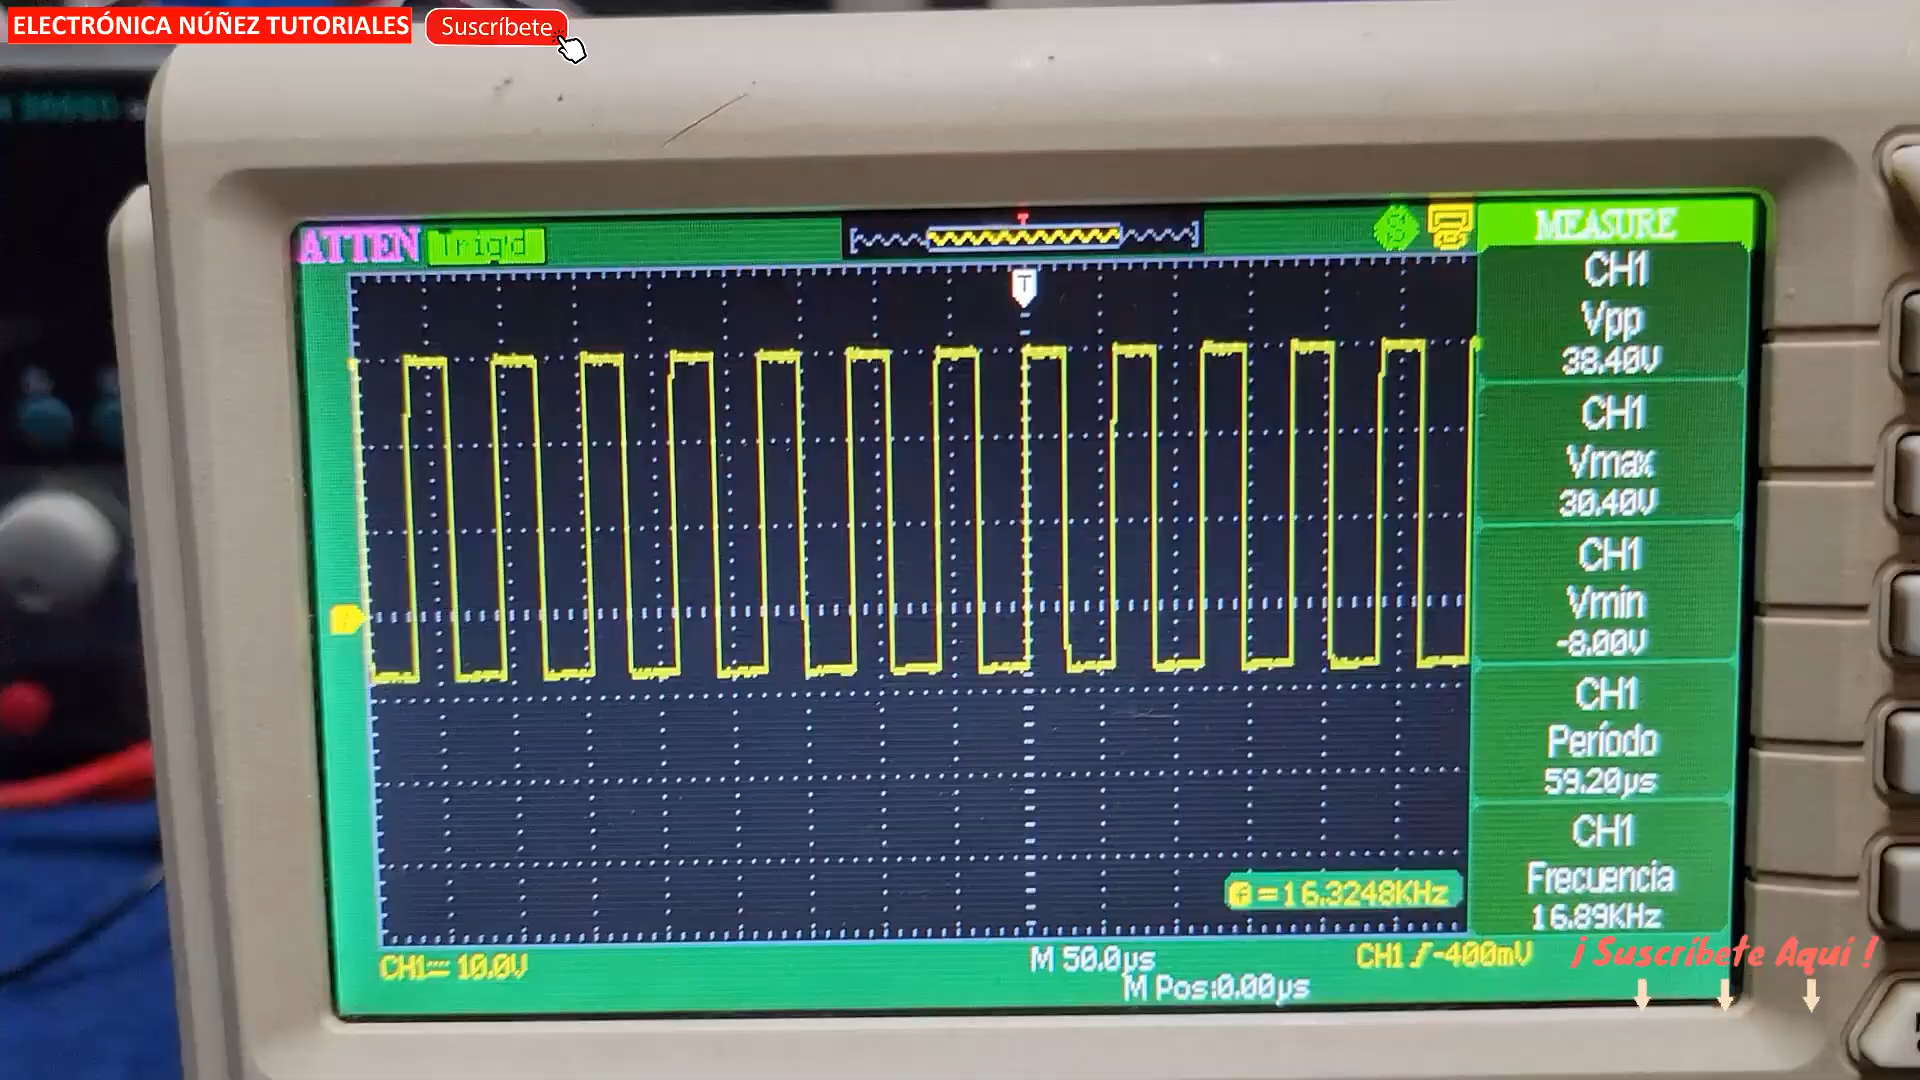 ELECTRÓNICA NÚÑEZ TUTORIALES
Suscríbete
ATTEN Trig'd
T
T
MEASURE
CH1
Vpp
38.40V
CH1
Vmax
30.40V
CH1
Vmin
-8.00V
CH1
Período
59.20µs
CH1
Frecuencia
16.89KHz
f =16.3248KHz
CH1 10.0V
M 50.0µs
CH1 -400mV
M Pos:0.00µs
¡ Suscríbete Aquí !